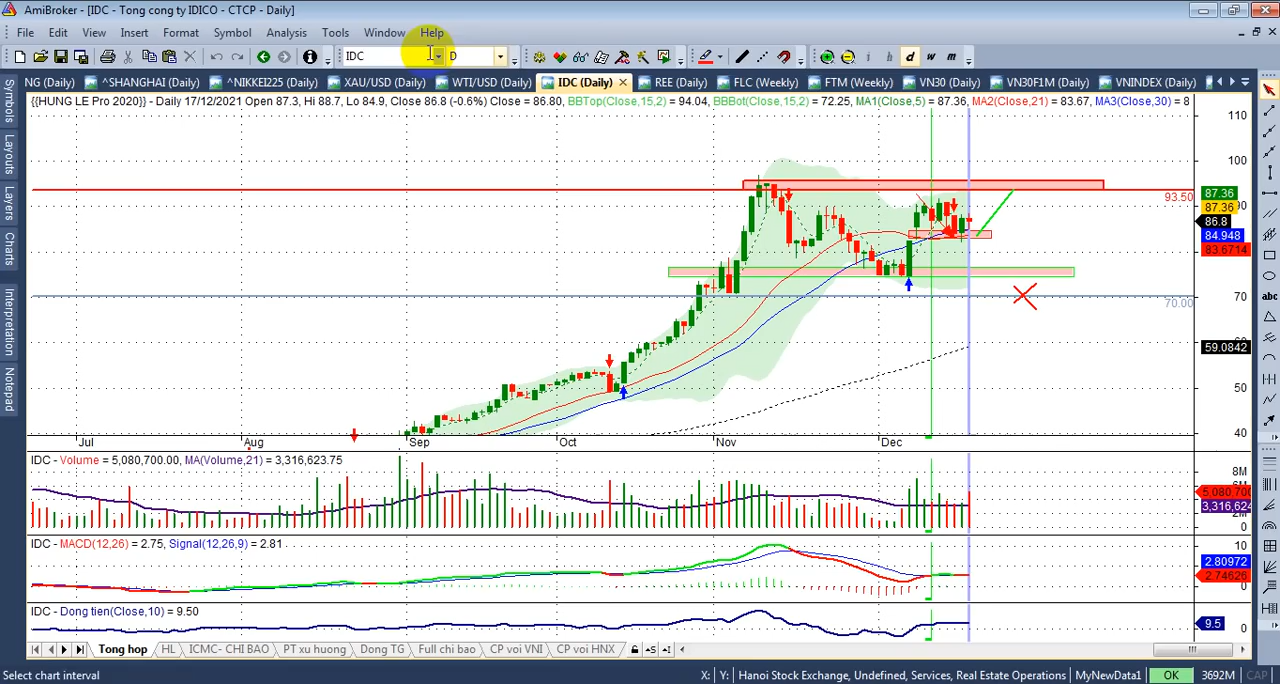 AmiBroker - [IDC - Tong cong ty IDICO - CTCP - Daily]
File Edit View Insert Format Symbol Analysis Tools Window Help
IDC D i d w m
NG (Daily) ^SHANGHAI (Daily) ^NIKKEI225 (Daily) XAU/USD (Daily) WTI/USD (Daily) IDC (Daily) REE (Daily) FLC (Weekly) FTM (Weekly) VN30 (Daily) VN30F1M (Daily) VNINDEX (Daily)
{{HUNG LE Pro 2020}} - Daily 17/12/2021 Open 87.3, Hi 88.7, Lo 84.9, Close 86.8 (-0.6%) Close = 86.80, BBTop(Close,15,2) = 94.04, BBBot(Close,15,2) = 72.25, MA1(Close,5) = 87.36, MA2(Close,21) = 83.67, MA3(Close,30) = 8
Symbols
Layouts
Layers
Charts
Interpretation
Notepad
abc
110
100
93.50
87.36
87.36
90
86.8
84.948
83.6714
70
70.00
59.0842
50
40
Jul Aug Sep Oct Nov Dec
IDC - Volume = 5,080,700.00, MA(Volume,21) = 3,316,623.75
8M
5,080,700
3,316,624
0
IDC - MACD(12,26) = 2.75, Signal(12,26,9) = 2.81
10
2.80972
2.74626
0
IDC - Dong tien(Close,10) = 9.50
9.5
0
Tong hop HL ICMC- CHI BAO PT xu huong Dong TG Full chi bao CP voi VNI CP voi HNX
Select chart interval X: Y: Hanoi Stock Exchange, Undefined, Services, Real Estate Operations MyNewData1 OK 3692M CAP